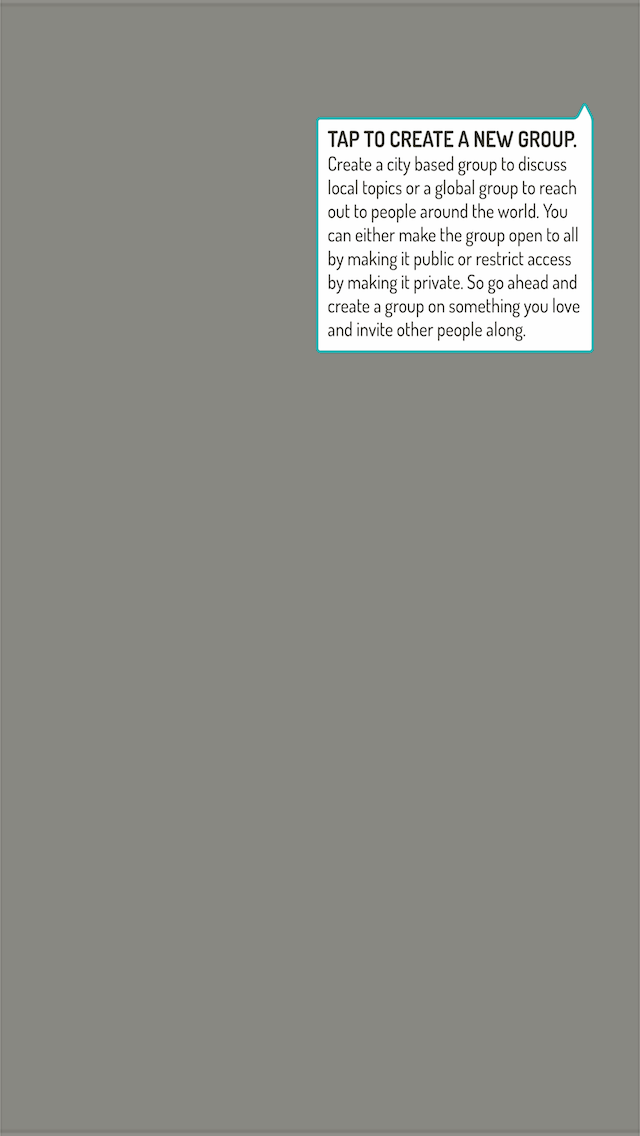 TAP TO CREATE A NEW GROUP.
Create a city based group to discuss
local topics or a global group to reach
out to people around the world. You
can either make the group open to all
by making it public or restrict access
by making it private. So go ahead and
create a group on something you love
and invite other people along.